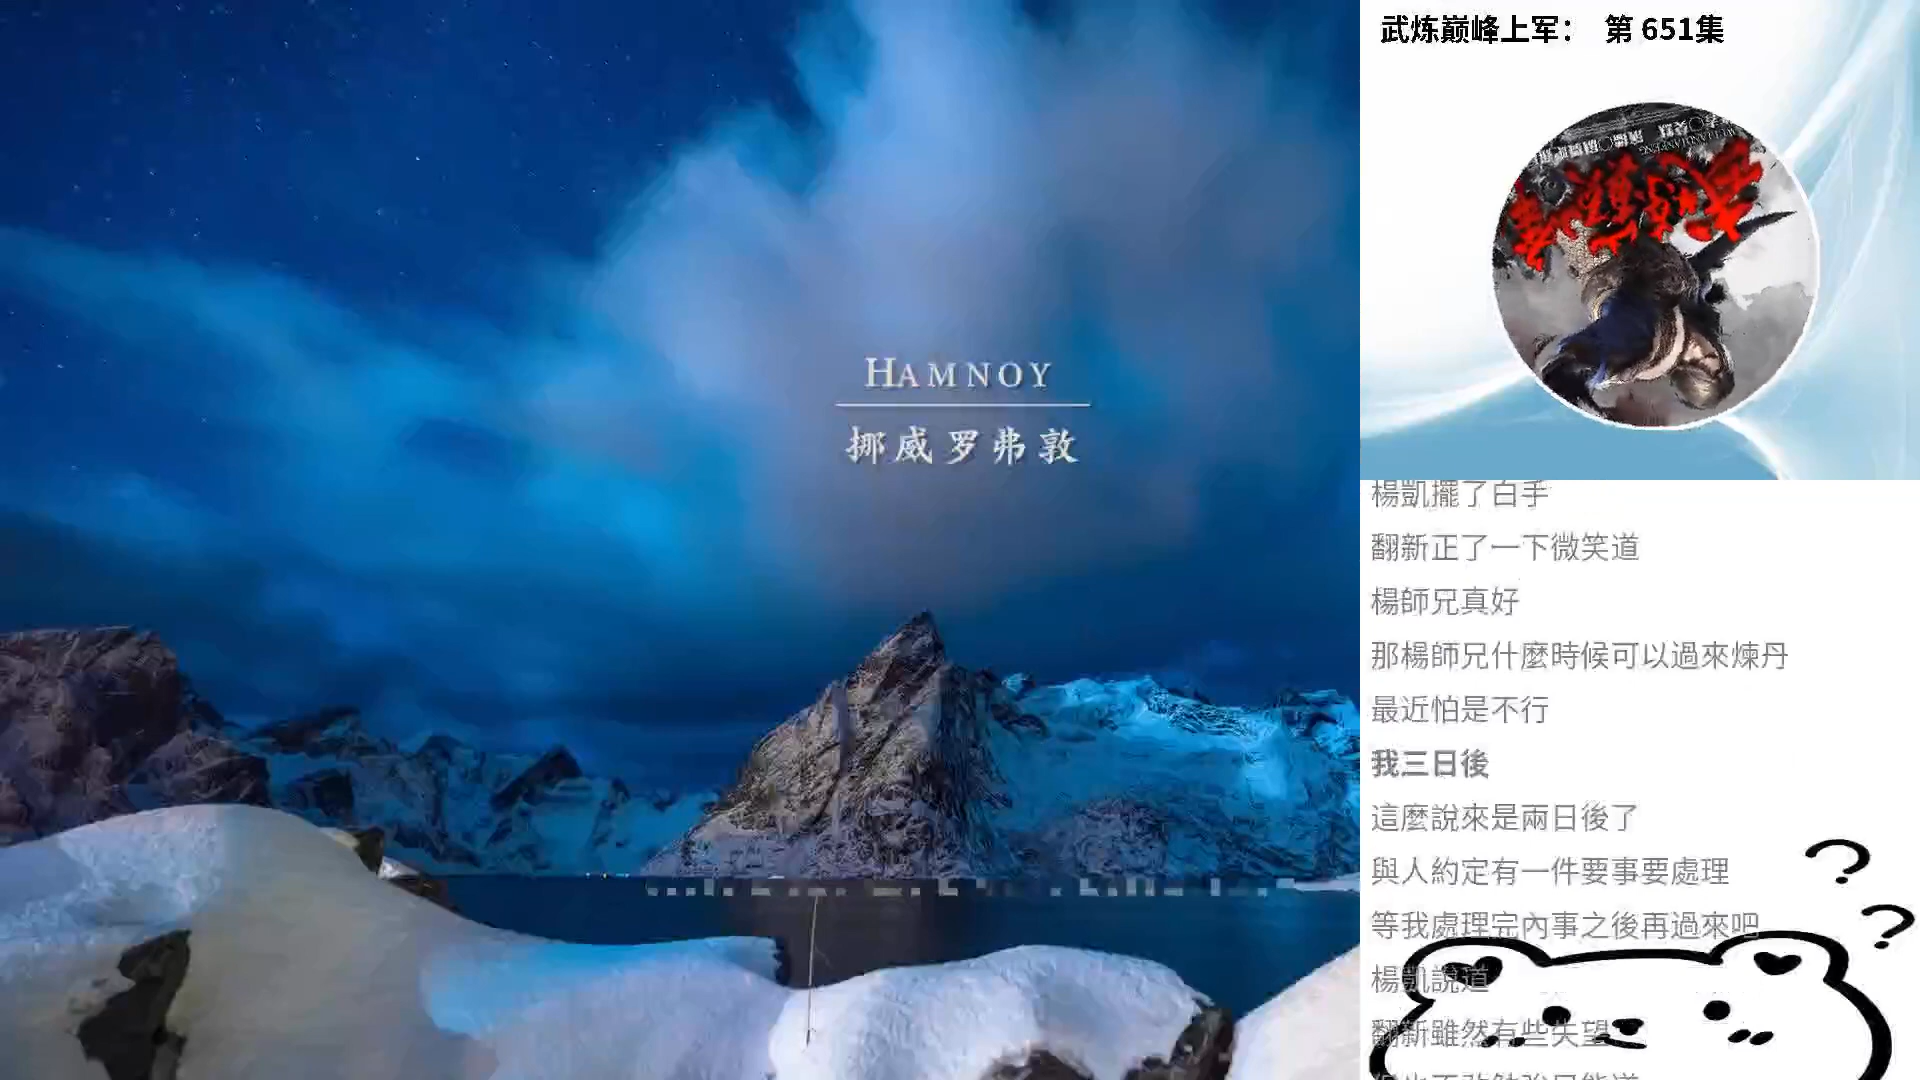 HAMNOY
挪威罗弗敦
武炼巅峰上军： 第 651集
楊凱擺了白手
翻新正了一下微笑道
楊師兄真好
那楊師兄什麼時候可以過來煉丹
最近怕是不行
我三日後
這麼說來是兩日後了
與人約定有一件要事要處理
等我處理完內事之後再過來吧
楊凱說道
翻新雖然有些失望